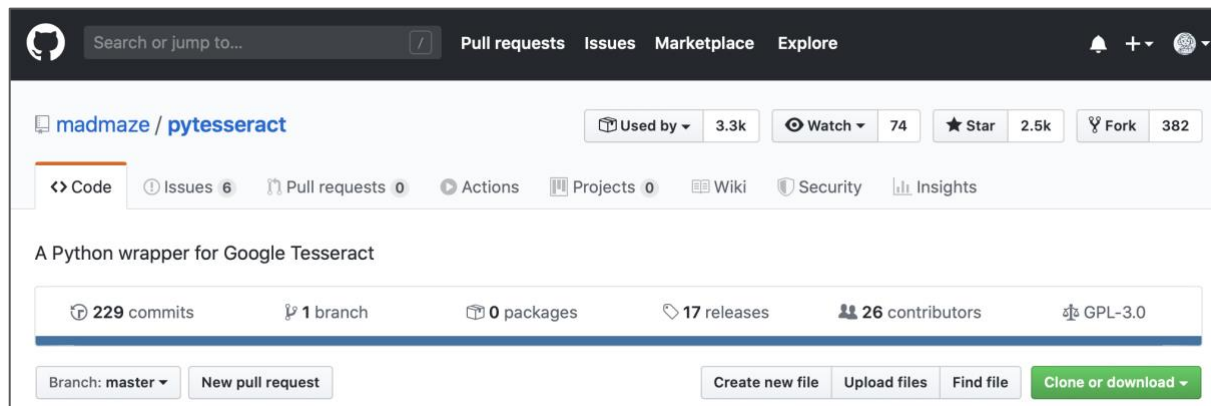 Search or jump to... / Pull requests Issues Marketplace Explore
madmaze / pytesseract Used by 3.3k Watch 74 Star 2.5k Fork 382
Code Issues 6 Pull requests 0 Actions Projects 0 Wiki Security Insights
A Python wrapper for Google Tesseract
229 commits 1 branch 0 packages 17 releases 26 contributors GPL-3.0
Branch: master New pull request Create new file Upload files Find file Clone or download